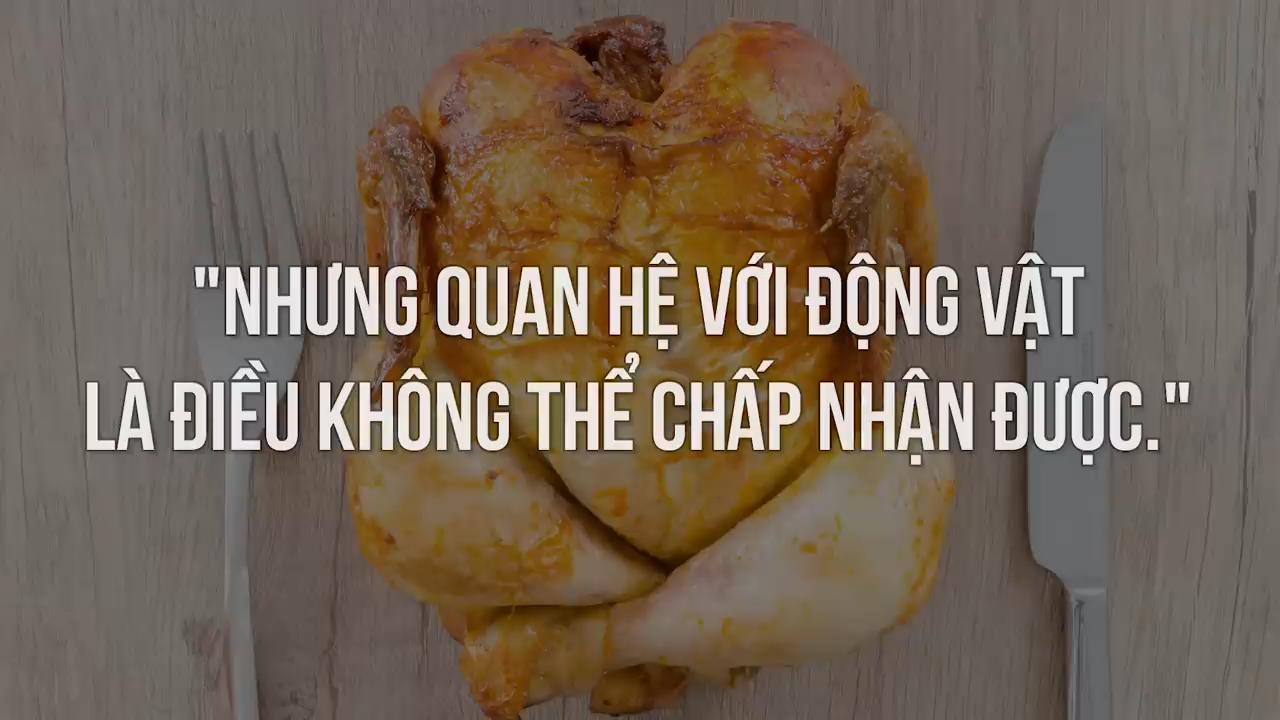 "NHƯNG QUAN HỆ VỚI ĐỘNG VẬT
LÀ ĐIỀU KHÔNG THỂ CHẤP NHẬN ĐƯỢC."